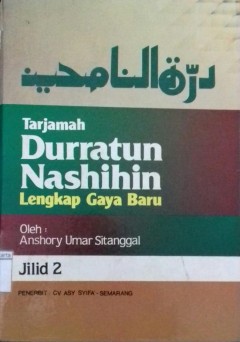 درة الناصحين
Tarjamah
Durratun
Nashihin
Lengkap Gaya Baru
Oleh :
Anshory Umar Sitanggal
Jilid 2
PENERBIT : CV ASY SYIFA - SEMARANG